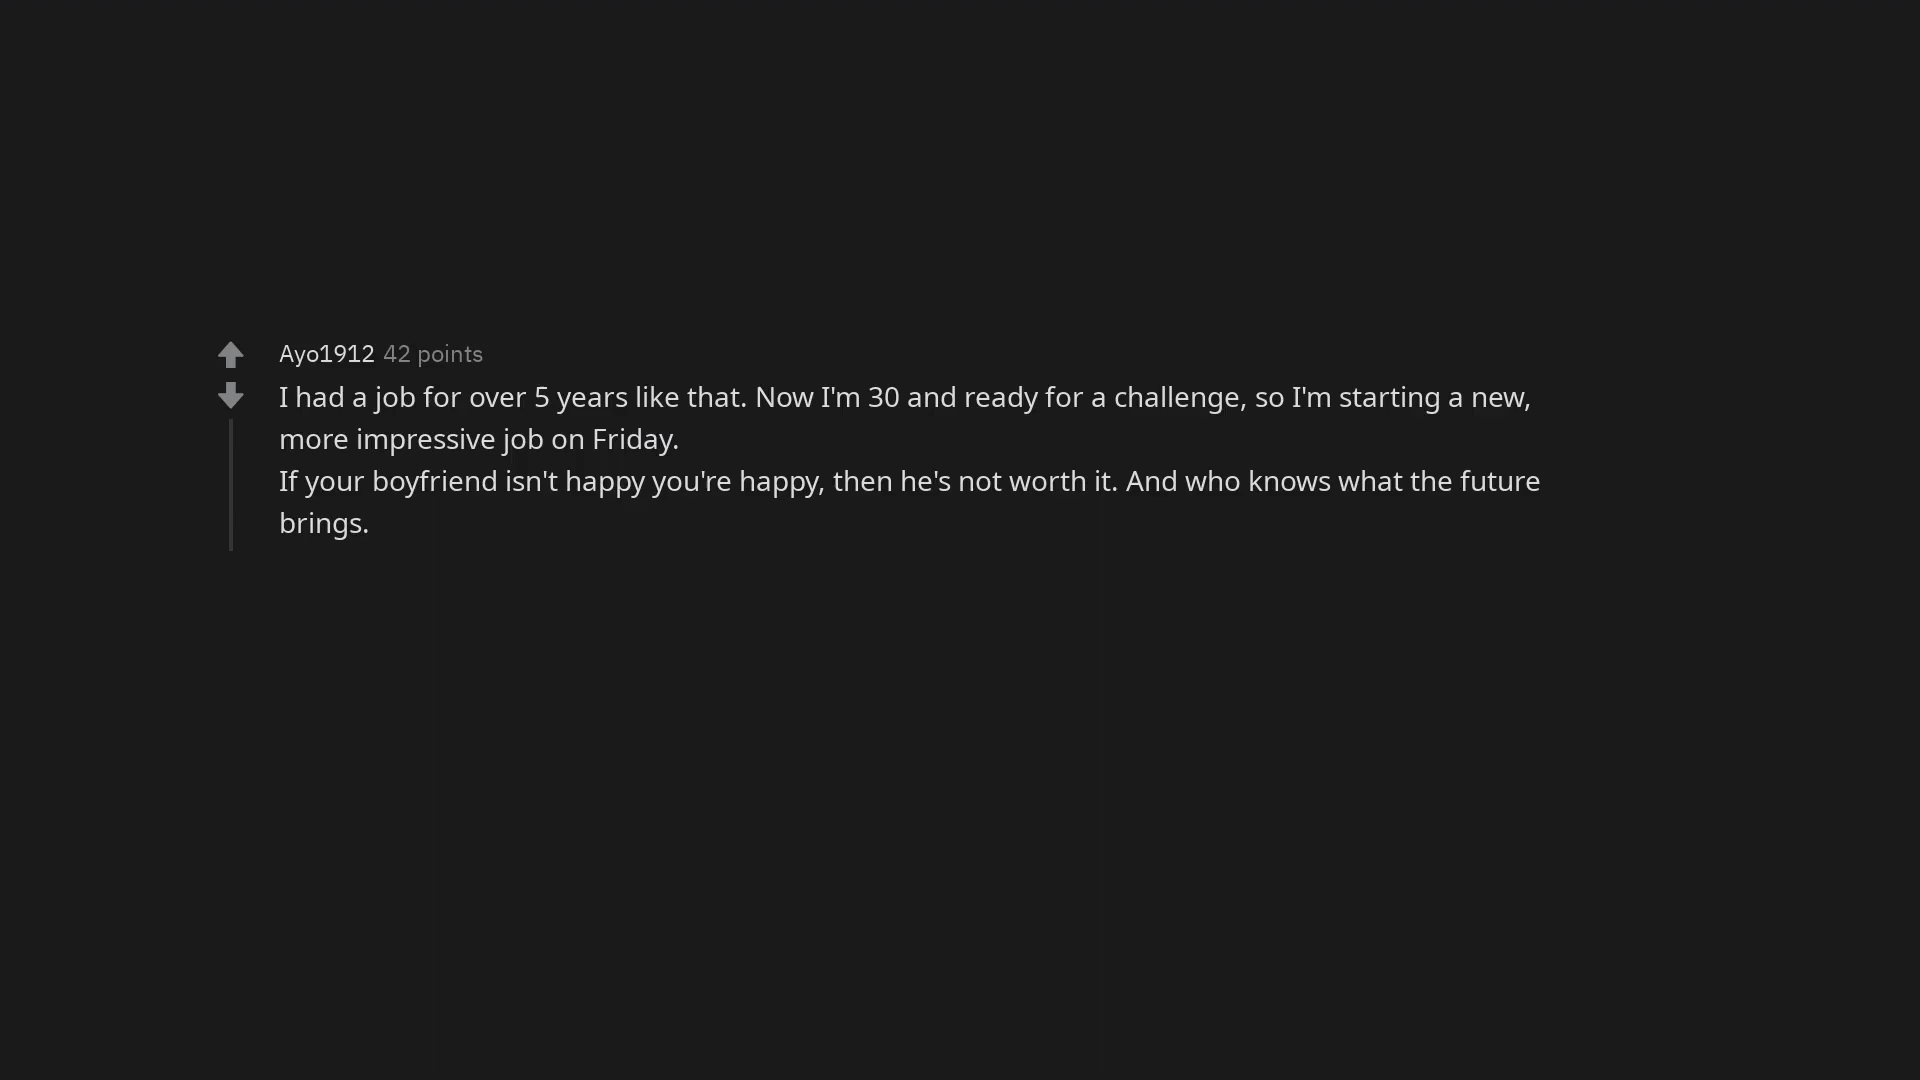 Ayo1912 42 points
I had a job for over 5 years like that. Now I'm 30 and ready for a challenge, so I'm starting a new,
more impressive job on Friday.
If your boyfriend isn't happy you're happy, then he's not worth it. And who knows what the future
brings.